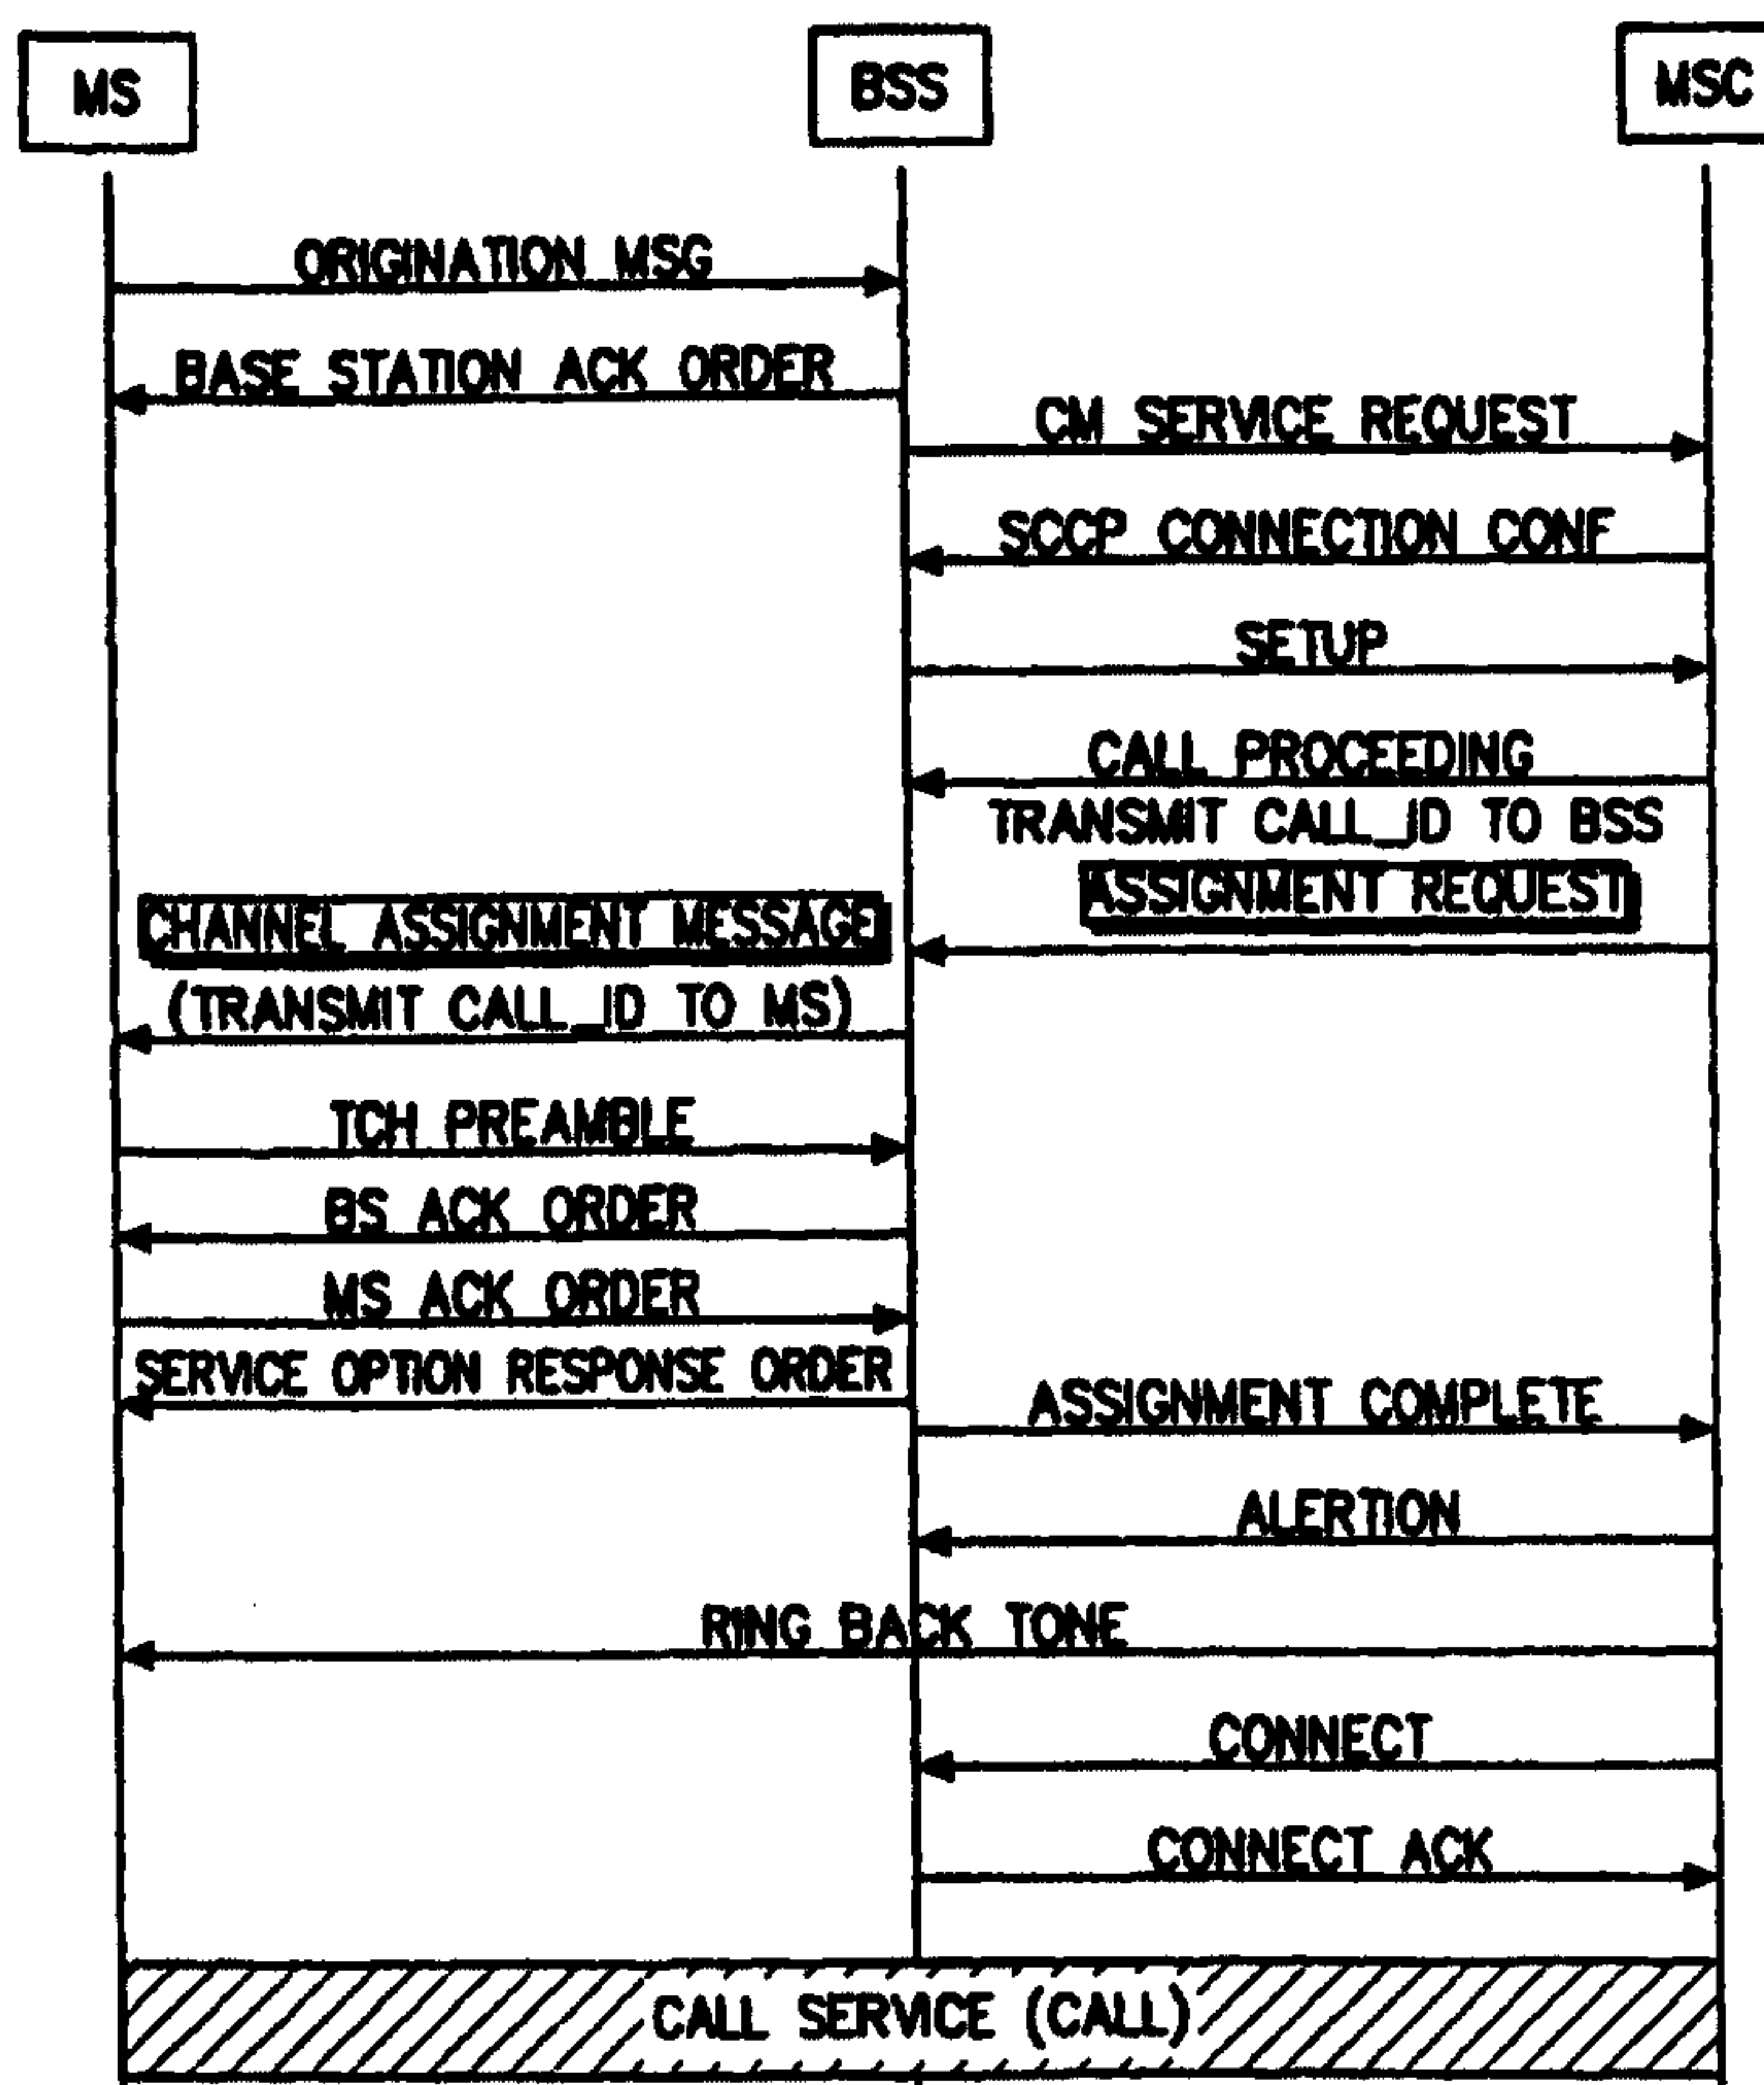 MS
BSS
MSC
ORIGINATION MSG
BASE STATION ACK ORDER
CM SERVICE REQUEST
SCCP CONNECTION CONF
SETUP
CALL PROCEEDING
TRANSMIT CALL_ID TO BSS
ASSIGNMENT REQUEST
CHANNEL ASSIGNMENT MESSAGE
(TRANSMIT CALL_ID TO MS)
TCH PREAMBLE
BS ACK ORDER
MS ACK ORDER
SERVICE OPTION RESPONSE ORDER
ASSIGNMENT COMPLETE
ALERTION
RING BACK TONE
CONNECT
CONNECT ACK
CALL SERVICE (CALL)